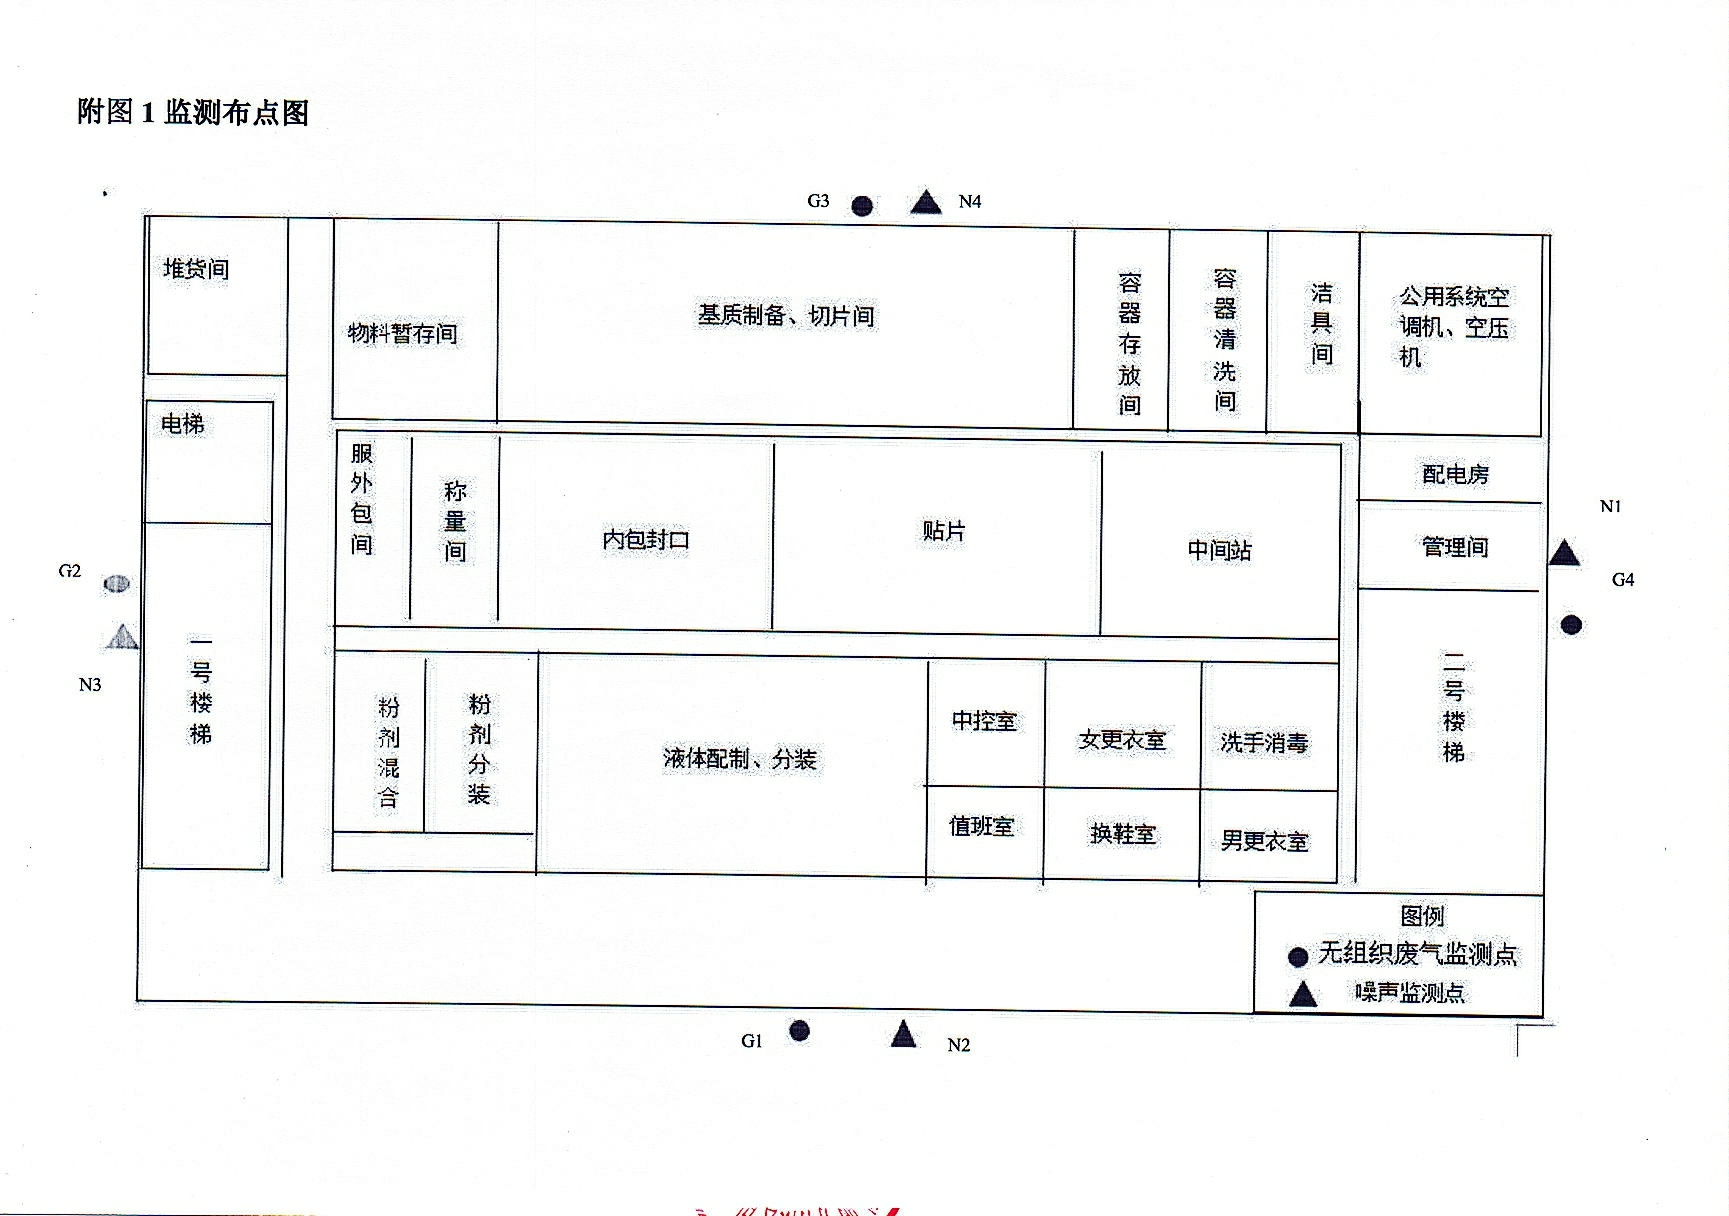 附图 1 监测布点图
G3
N4
堆货间
物料暂存间
基质制备、切片间
容器存放间
容器清洗间
洁具间
公用系统空
调机、空压
机
电梯
服外包间
称量间
内包封口
贴片
中间站
配电房
管理间
N1
G4
G2
N3
一号楼梯
粉剂混合
粉剂分装
液体配制、分装
中控室
女更衣室
洗手消毒
值班室
换鞋室
男更衣室
二号楼梯
图例
无组织废气监测点
噪声监测点
G1
N2